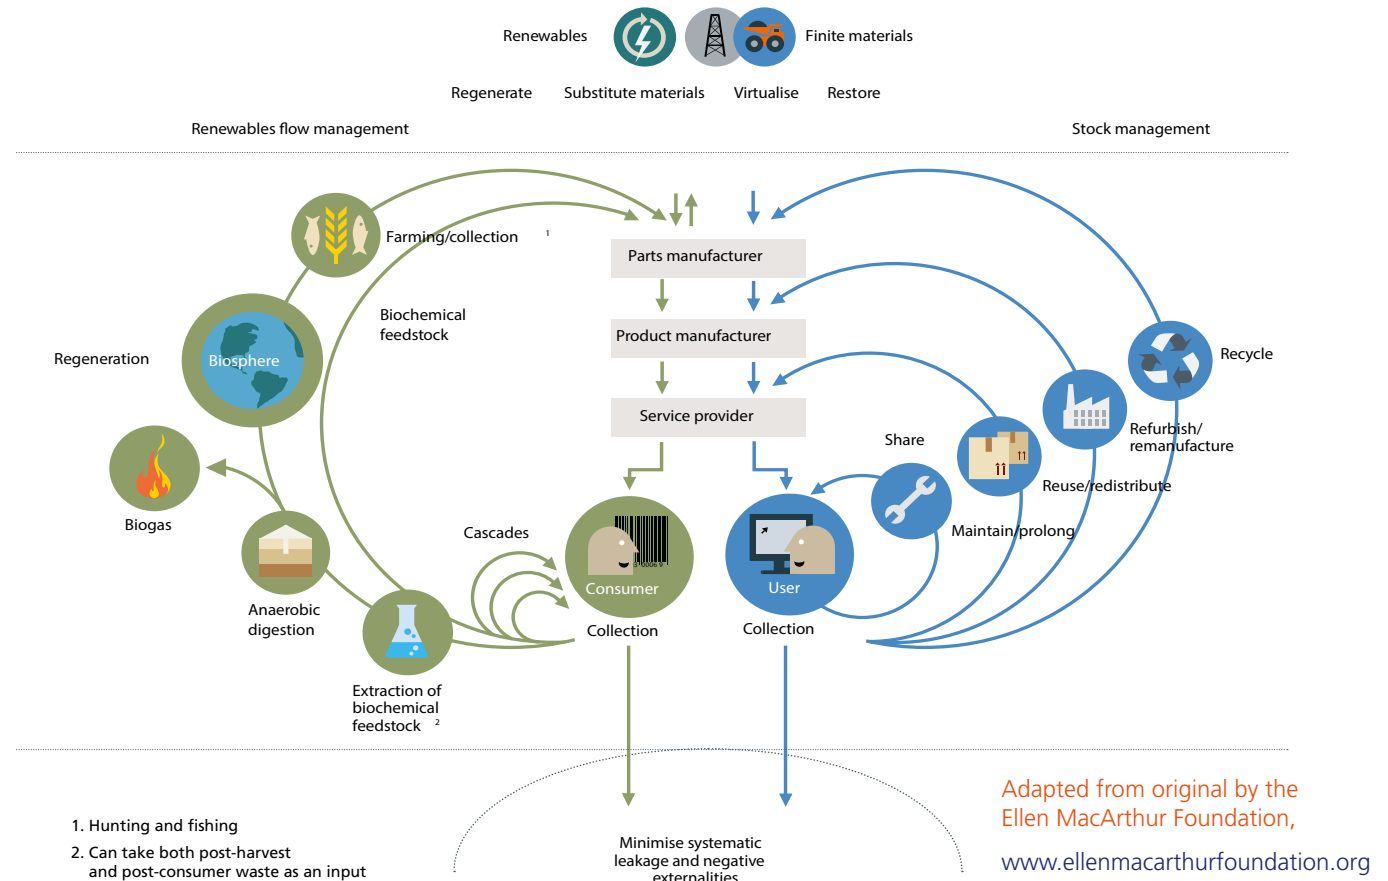 Renewables
Finite materials
Regenerate
Substitute materials
Virtualise
Restore
Renewables flow management
Stock management
Farming/collection 1
Parts manufacturer
Biochemical
feedstock
Product manufacturer
Regeneration
Biosphere
Recycle
Service provider
Share
Refurbish/
remanufacture
Reuse/redistribute
Biogas
Cascades
Maintain/prolong
Consumer
User
Anaerobic
digestion
Collection
Collection
Extraction of
biochemical
feedstock 2
1. Hunting and fishing
2. Can take both post-harvest
and post-consumer waste as an input
Minimise systematic
leakage and negative
externalities
Adapted from original by the
Ellen MacArthur Foundation,
www.ellenmacarthurfoundation.org